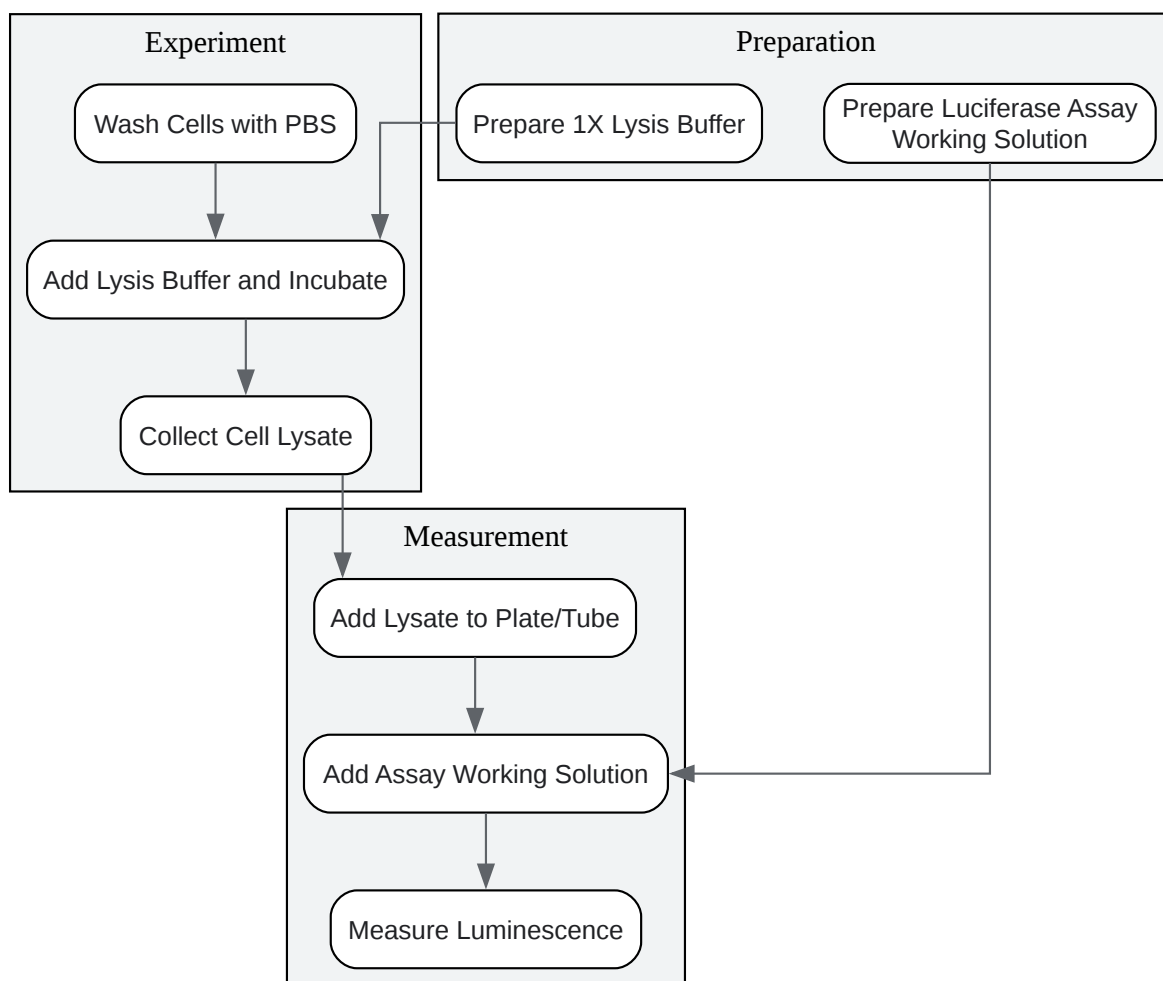 Experiment
Wash Cells with PBS
Add Lysis Buffer and Incubate
Collect Cell Lysate
Preparation
Prepare 1X Lysis Buffer
Prepare Luciferase Assay
Working Solution
Measurement
Add Lysate to Plate/Tube
Add Assay Working Solution
Measure Luminescence